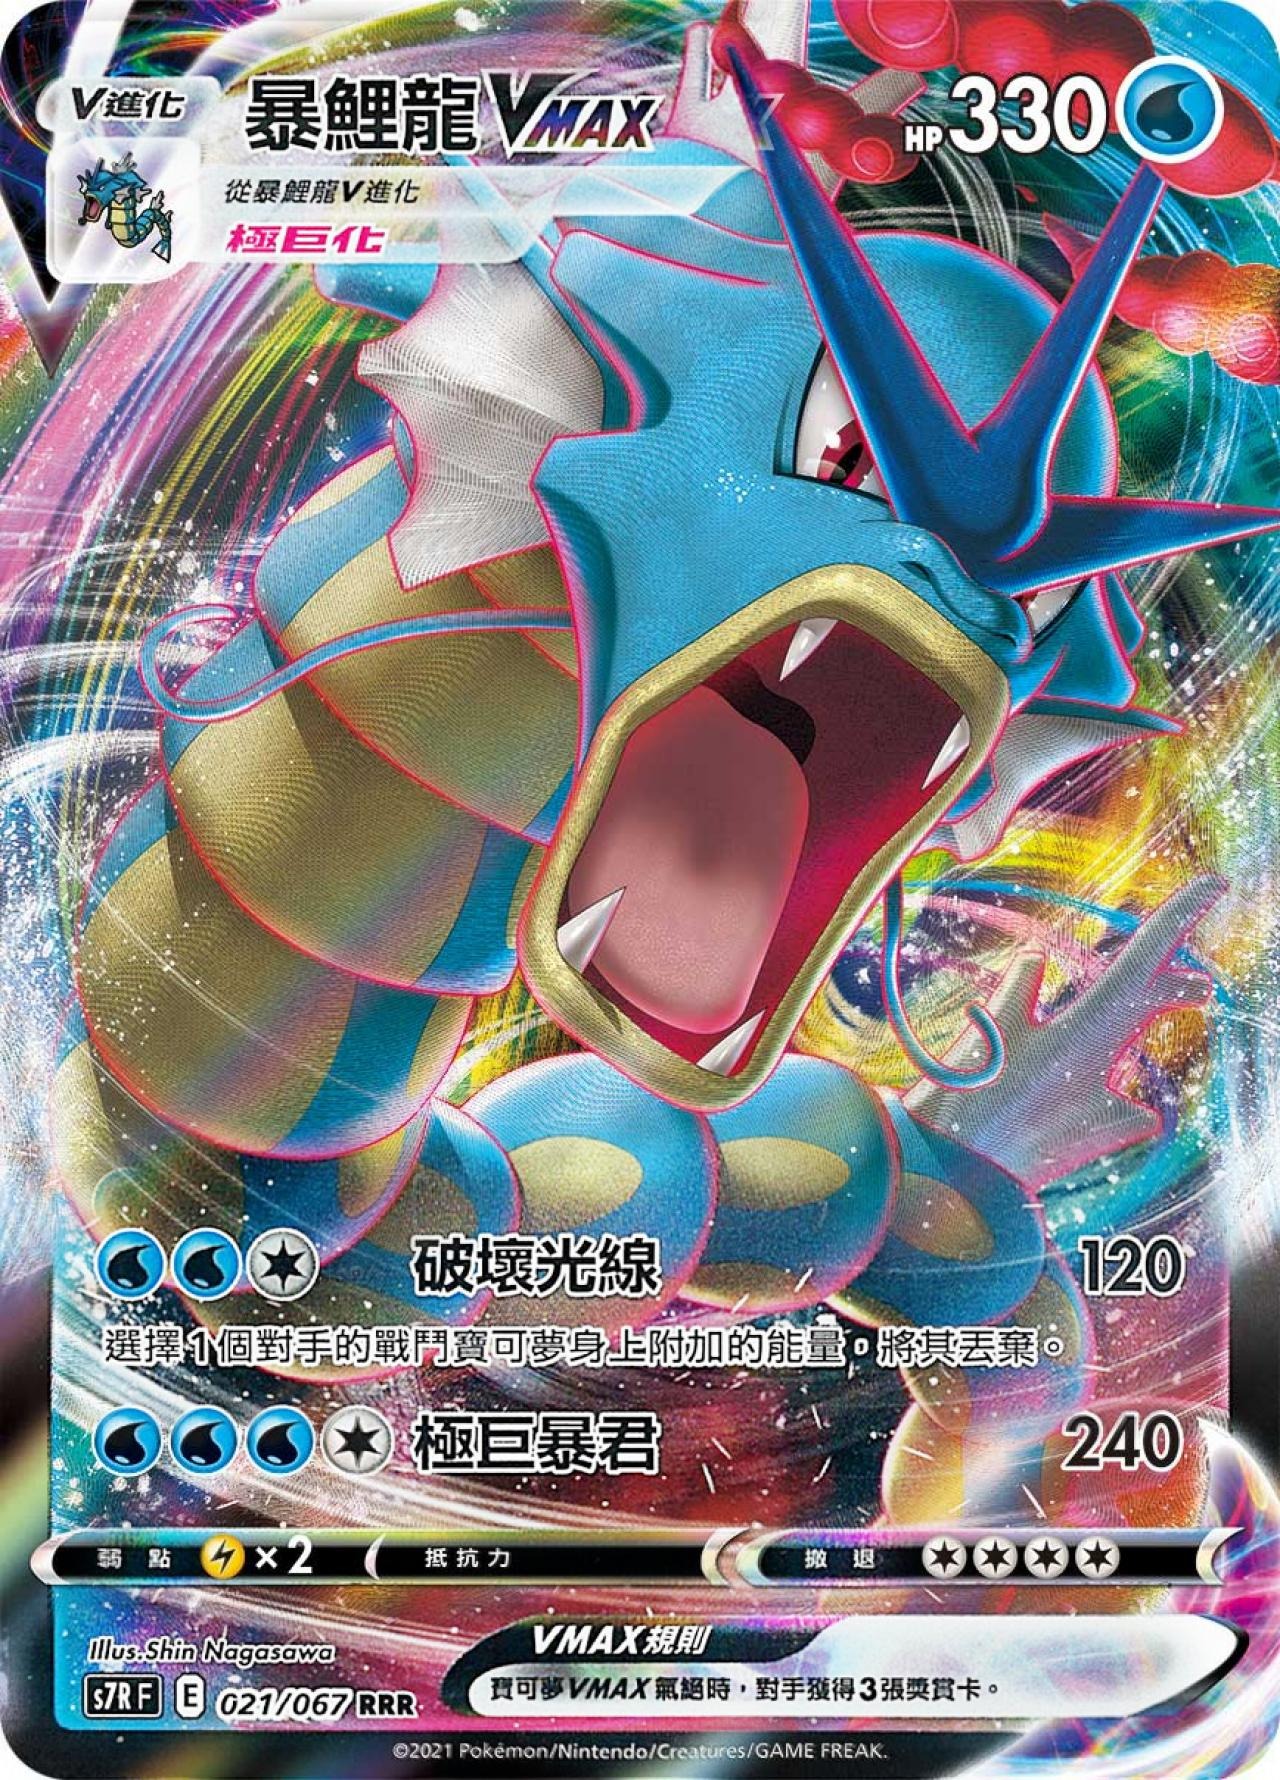 V進化
暴鯉龍VMAX
HP330
從暴鯉龍V進化
極巨化
破壞光線 120
選擇1個對手的戰鬥寶可夢身上附加的能量,將其丟棄。
極巨暴君 240
弱點 ×2 抵抗力 撤退
Illus.Shin Nagasawa
s7R F E 021/067 RRR
VMAX規則
寶可夢VMAX氣絕時,對手獲得3張獎賞卡。
©2021 Pokémon/Nintendo/Creatures/GAME FREAK.